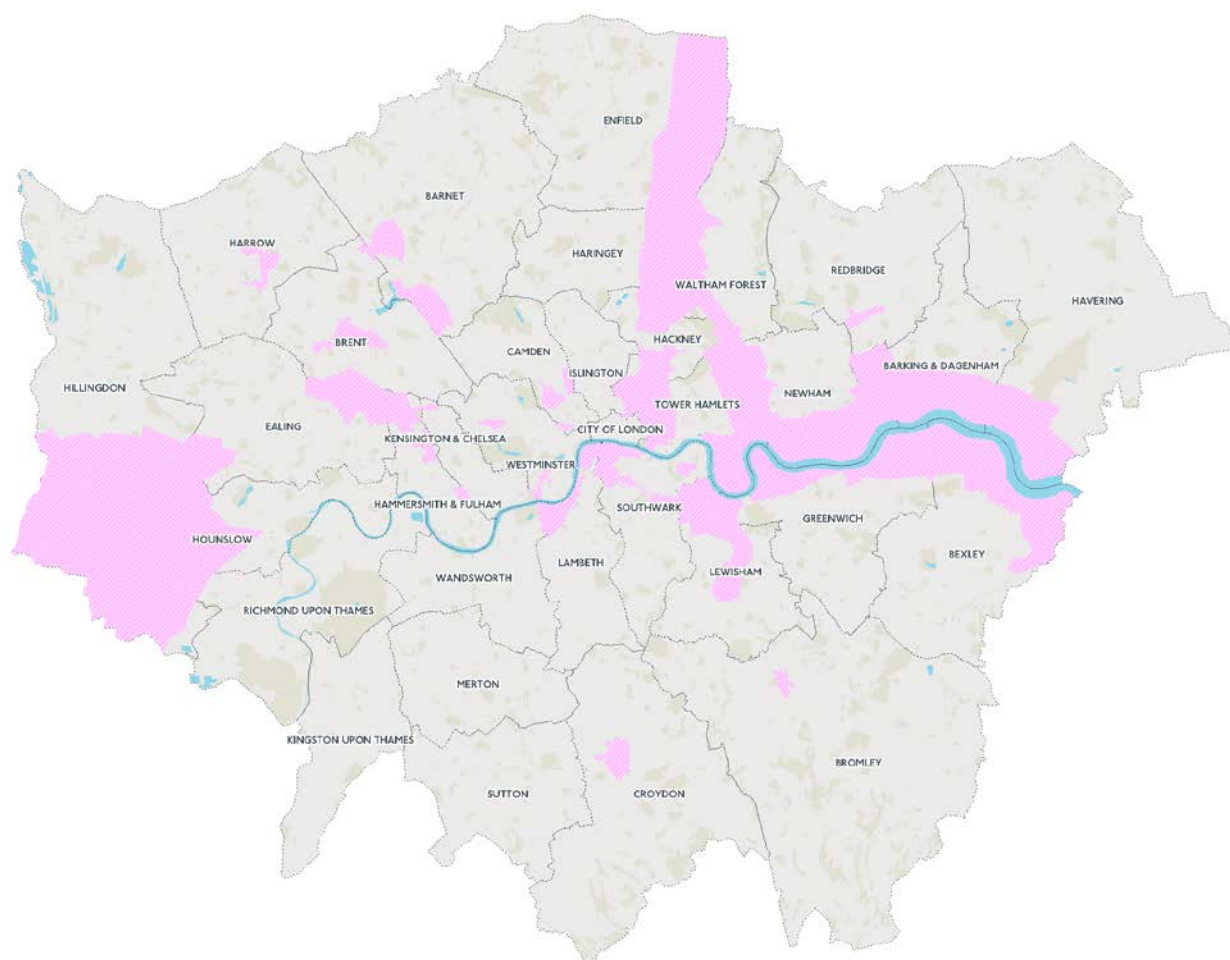 ENFIELD
BARNET
HARROW
HARINGEY
REDBRIDGE
WALTHAM FOREST
HAVERING
BRENT
HACKNEY
CAMDEN
ISLINGTON
BARKING & DAGENHAM
HILLINGDON
NEWHAM
TOWER HAMLETS
EALING
CITY OF LONDON
KENSINGTON & CHELSEA
WESTMINSTER
HAMMERSMITH & FULHAM
SOUTHWARK
GREENWICH
HOUNSLOW
BEXLEY
LAMBETH
LEWISHAM
WANDSWORTH
RICHMOND UPON THAMES
MERTON
KINGSTON UPON THAMES
BROMLEY
SUTTON
CROYDON